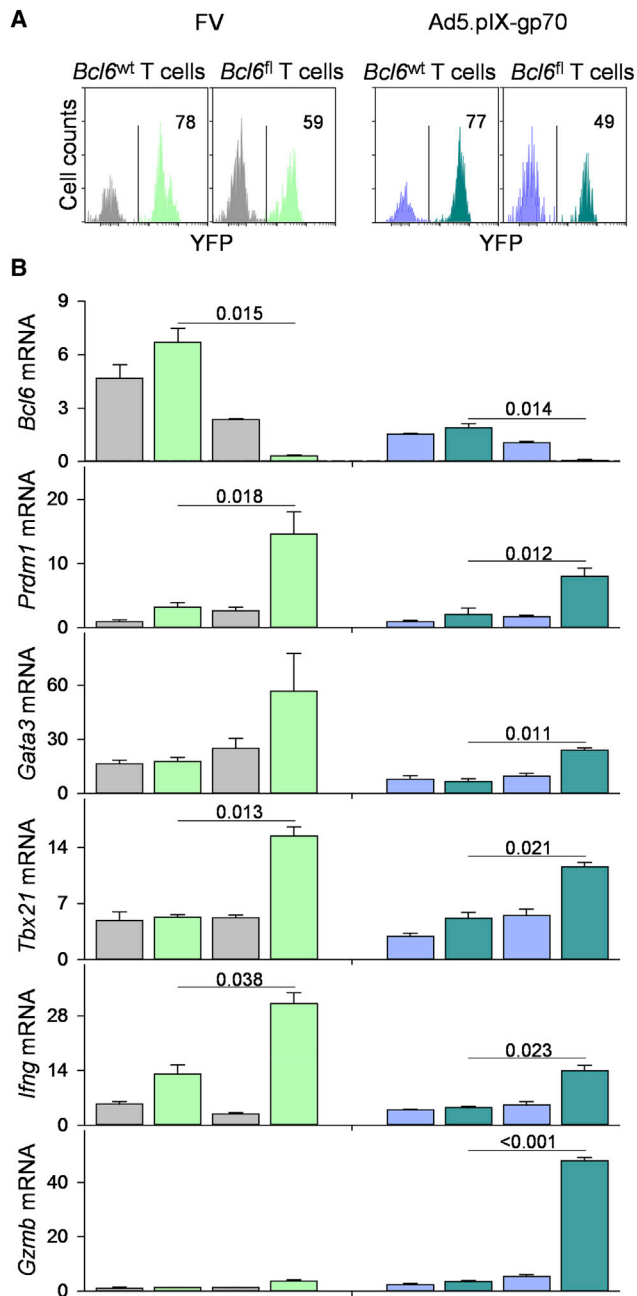 A
FV Ad5.pIX-gp70
Bcl6wt T cells Bcl6fl T cells Bcl6wt T cells Bcl6fl T cells
Cell counts
78 59 77 49
YFP YFP
B
Bcl6 mRNA
9
6
3
0
0.015
0.014
Prdm1 mRNA
20
10
0
0.018
0.012
Gata3 mRNA
60
30
0
0.011
Tbx21 mRNA
14
7
0
0.013
0.021
Ifng mRNA
28
14
0
0.038
0.023
Gzmb mRNA
40
20
0
<0.001